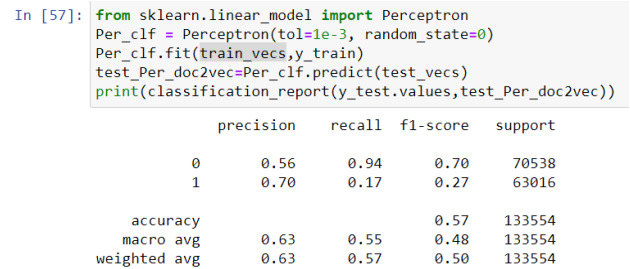 In [57]: from sklearn.linear_model import Perceptron
Per_clf = Perceptron(tol=1e-3, random_state=0)
Per_clf.fit(train_vecs,y_train)
test_Per_doc2vec=Per_clf.predict(test_vecs)
print(classification_report(y_test.values,test_Per_doc2vec))
precision recall f1-score support
0 0.56 0.94 0.70 70538
1 0.70 0.17 0.27 63016
accuracy 0.57 133554
macro avg 0.63 0.55 0.48 133554
weighted avg 0.63 0.57 0.50 133554